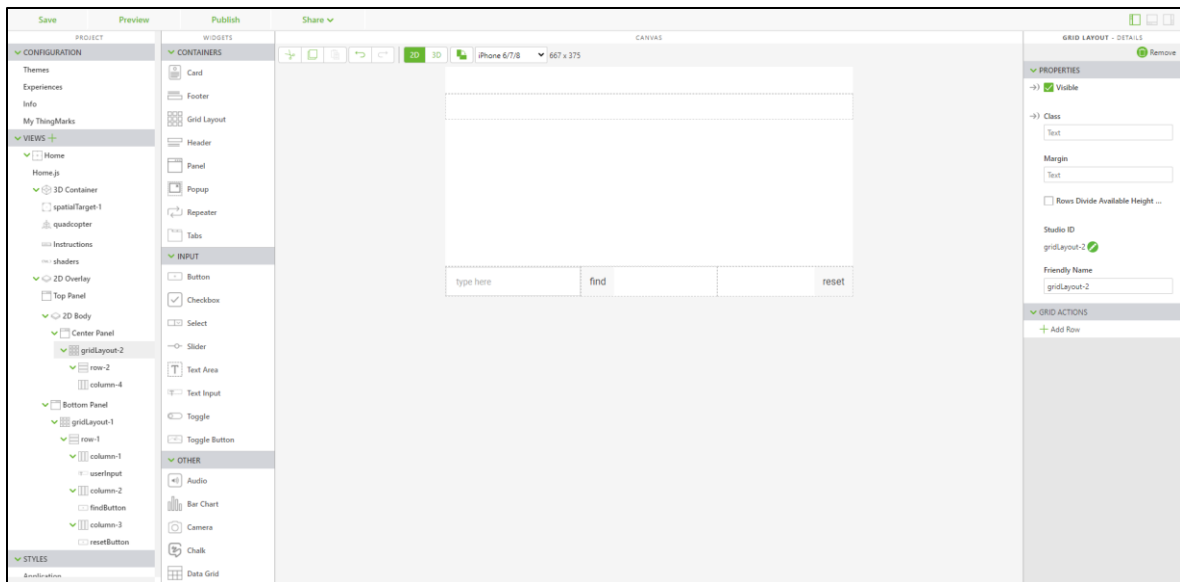 Save Preview Publish Share
PROJECT
CONFIGURATION
Themes
Experiences
Info
My ThingMarks
VIEWS
Home
Home.js
3D Container
spatialTarget-1
quadcopter
Instructions
shaders
2D Overlay
Top Panel
2D Body
Center Panel
gridLayout-2
row-2
column-4
Bottom Panel
gridLayout-1
row-1
column-1
userInput
column-2
findButton
column-3
resetButton
STYLES
Application
WIDGETS
CONTAINERS
Card
Footer
Grid Layout
Header
Panel
Popup
Repeater
Tabs
INPUT
Button
Checkbox
Select
Slider
Text Area
Text Input
Toggle
Toggle Button
OTHER
Audio
Bar Chart
Camera
Chalk
Data Grid
CANVAS
2D 3D iPhone 6/7/8 667 x 375
type here find reset
GRID LAYOUT - DETAILS
Remove
PROPERTIES
Visible
Class
Text
Margin
Text
Rows Divide Available Height ...
Studio ID
gridLayout-2
Friendly Name
gridLayout-2
GRID ACTIONS
Add Row